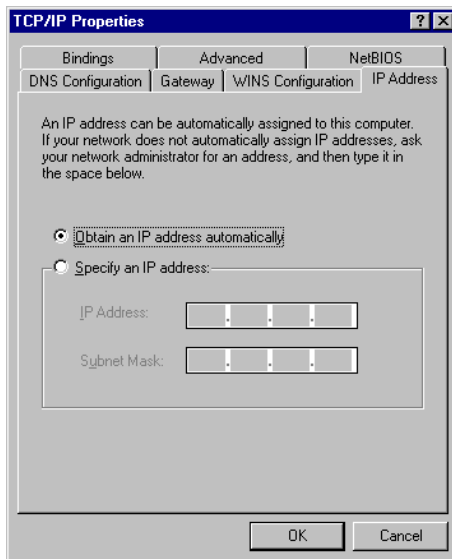 TCP/IP Properties
? X
Bindings Advanced NetBIOS
DNS Configuration Gateway WINS Configuration IP Address
An IP address can be automatically assigned to this computer.
If your network does not automatically assign IP addresses, ask
your network administrator for an address, and then type it in
the space below.
Obtain an IP address automatically
Specify an IP address:
IP Address:
. . .
Subnet Mask:
. . .
OK Cancel